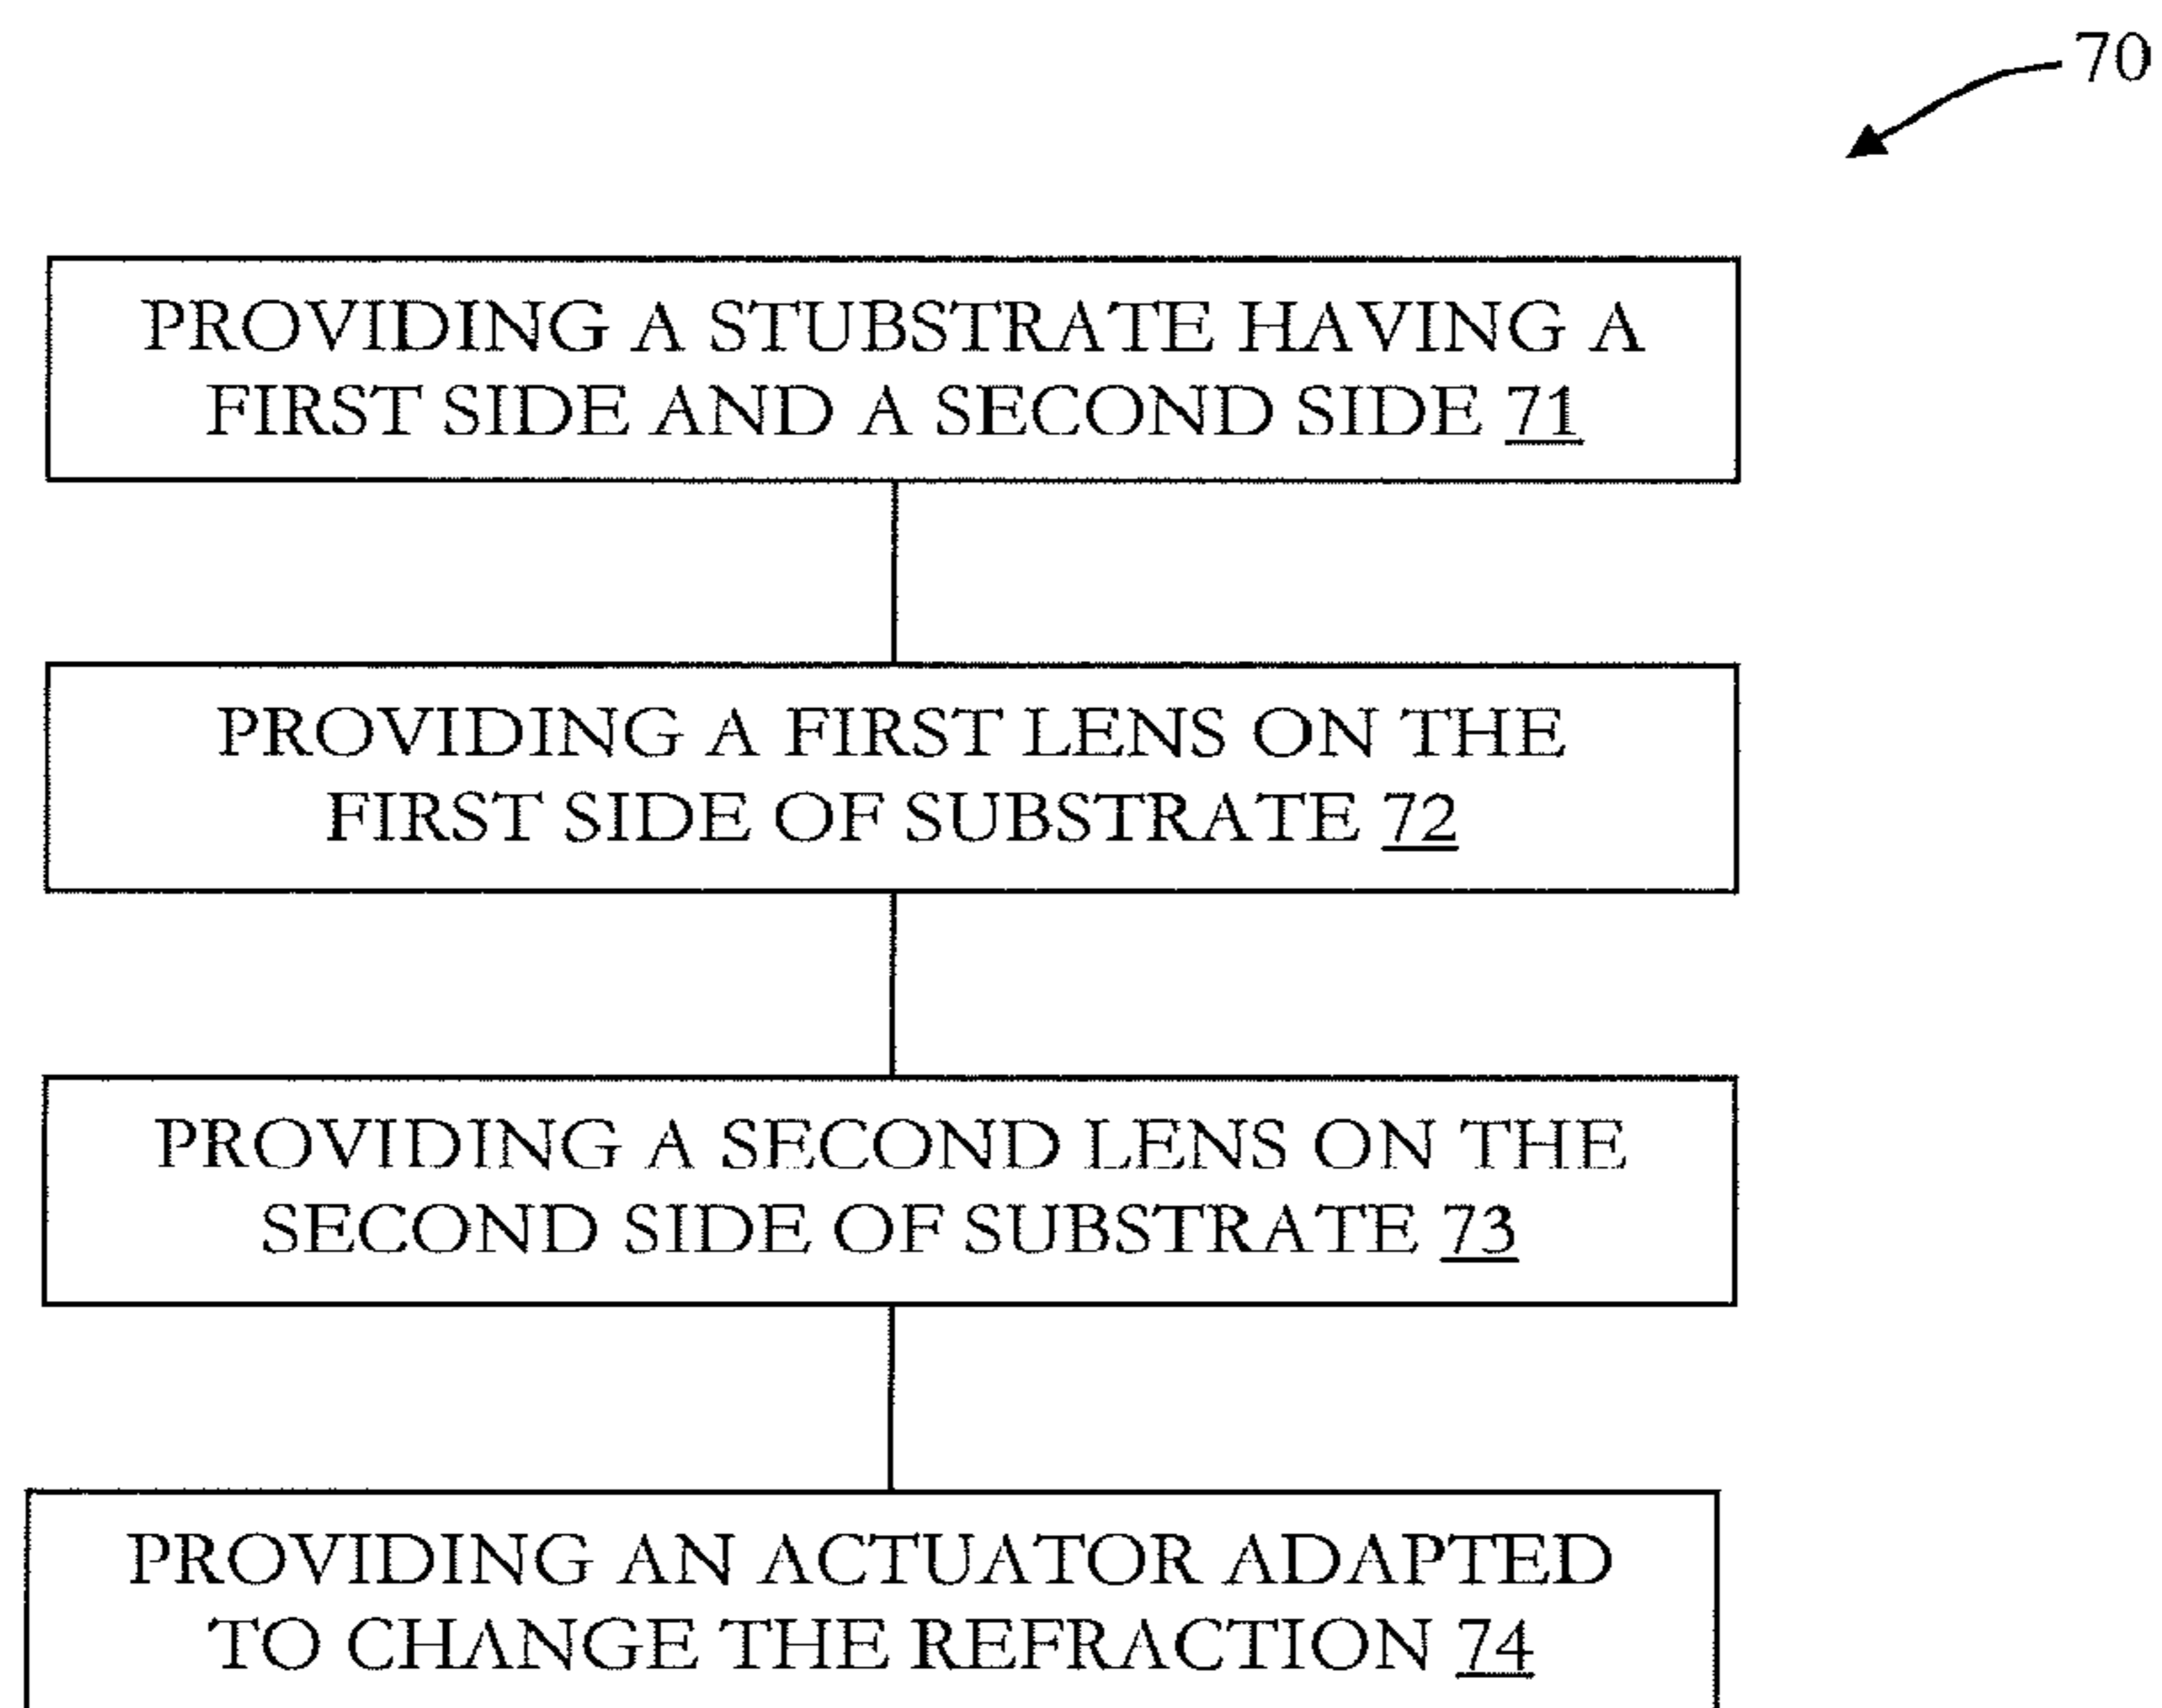 70
PROVIDING A STUBSTRATE HAVING A
FIRST SIDE AND A SECOND SIDE 71
PROVIDING A FIRST LENS ON THE
FIRST SIDE OF SUBSTRATE 72
PROVIDING A SECOND LENS ON THE
SECOND SIDE OF SUBSTRATE 73
PROVIDING AN ACTUATOR ADAPTED
TO CHANGE THE REFRACTION 74